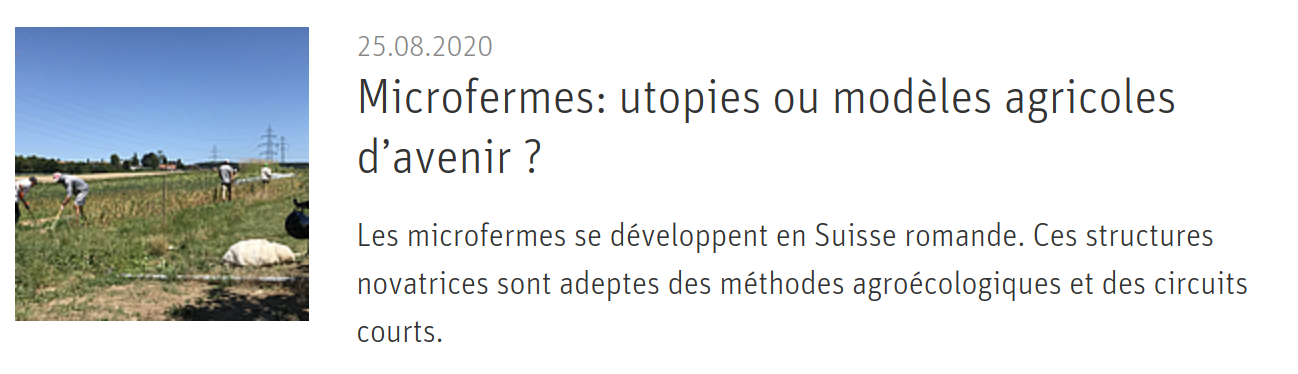 25.08.2020
Microfermes: utopies ou modèles agricoles
d’avenir ?
Les microfermes se développent en Suisse romande. Ces structures
novatrices sont adeptes des méthodes agroécologiques et des circuits
courts.